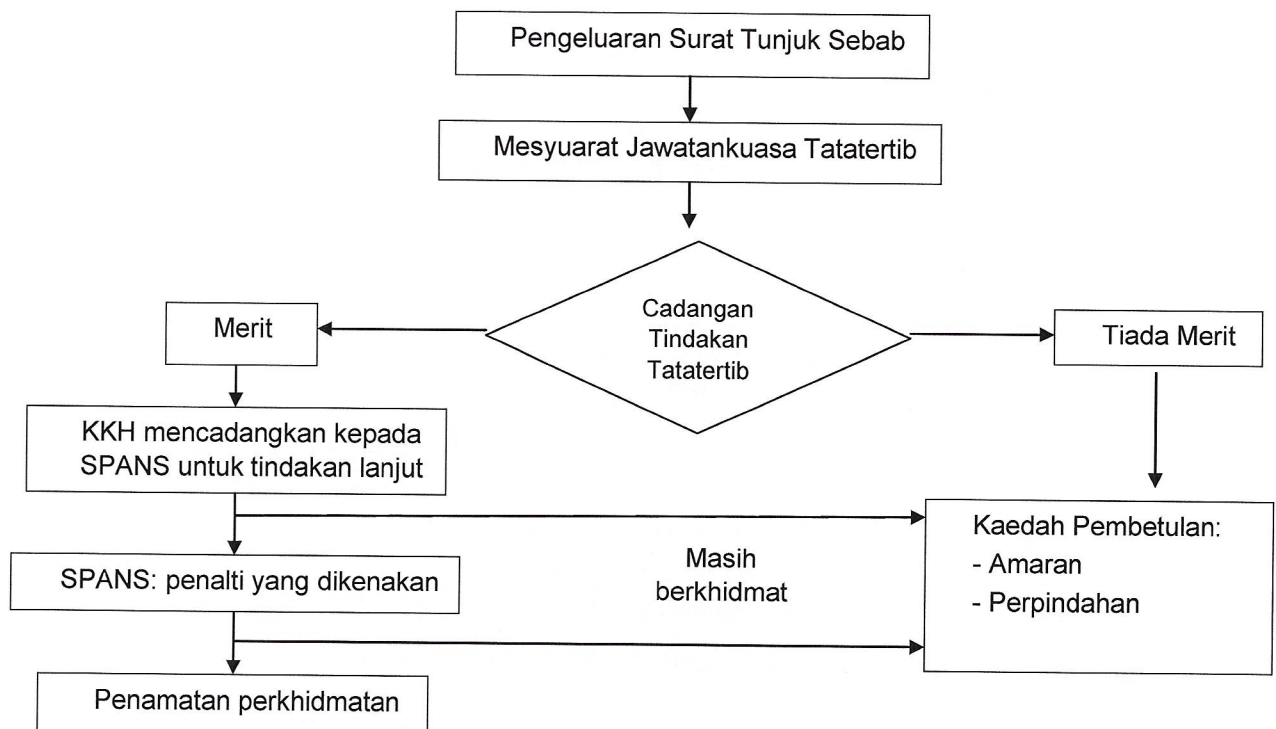 Pengeluaran Surat Tunjuk Sebab
Mesyuarat Jawatankuasa Tatatertib
Cadangan
Tindakan
Tatatertib
Merit
Tiada Merit
KKH mencadangkan kepada
SPANS untuk tindakan lanjut
Kaedah Pembetulan:
- Amaran
- Perpindahan
Masih
berkhidmat
SPANS: penalti yang dikenakan
Penamatan perkhidmatan